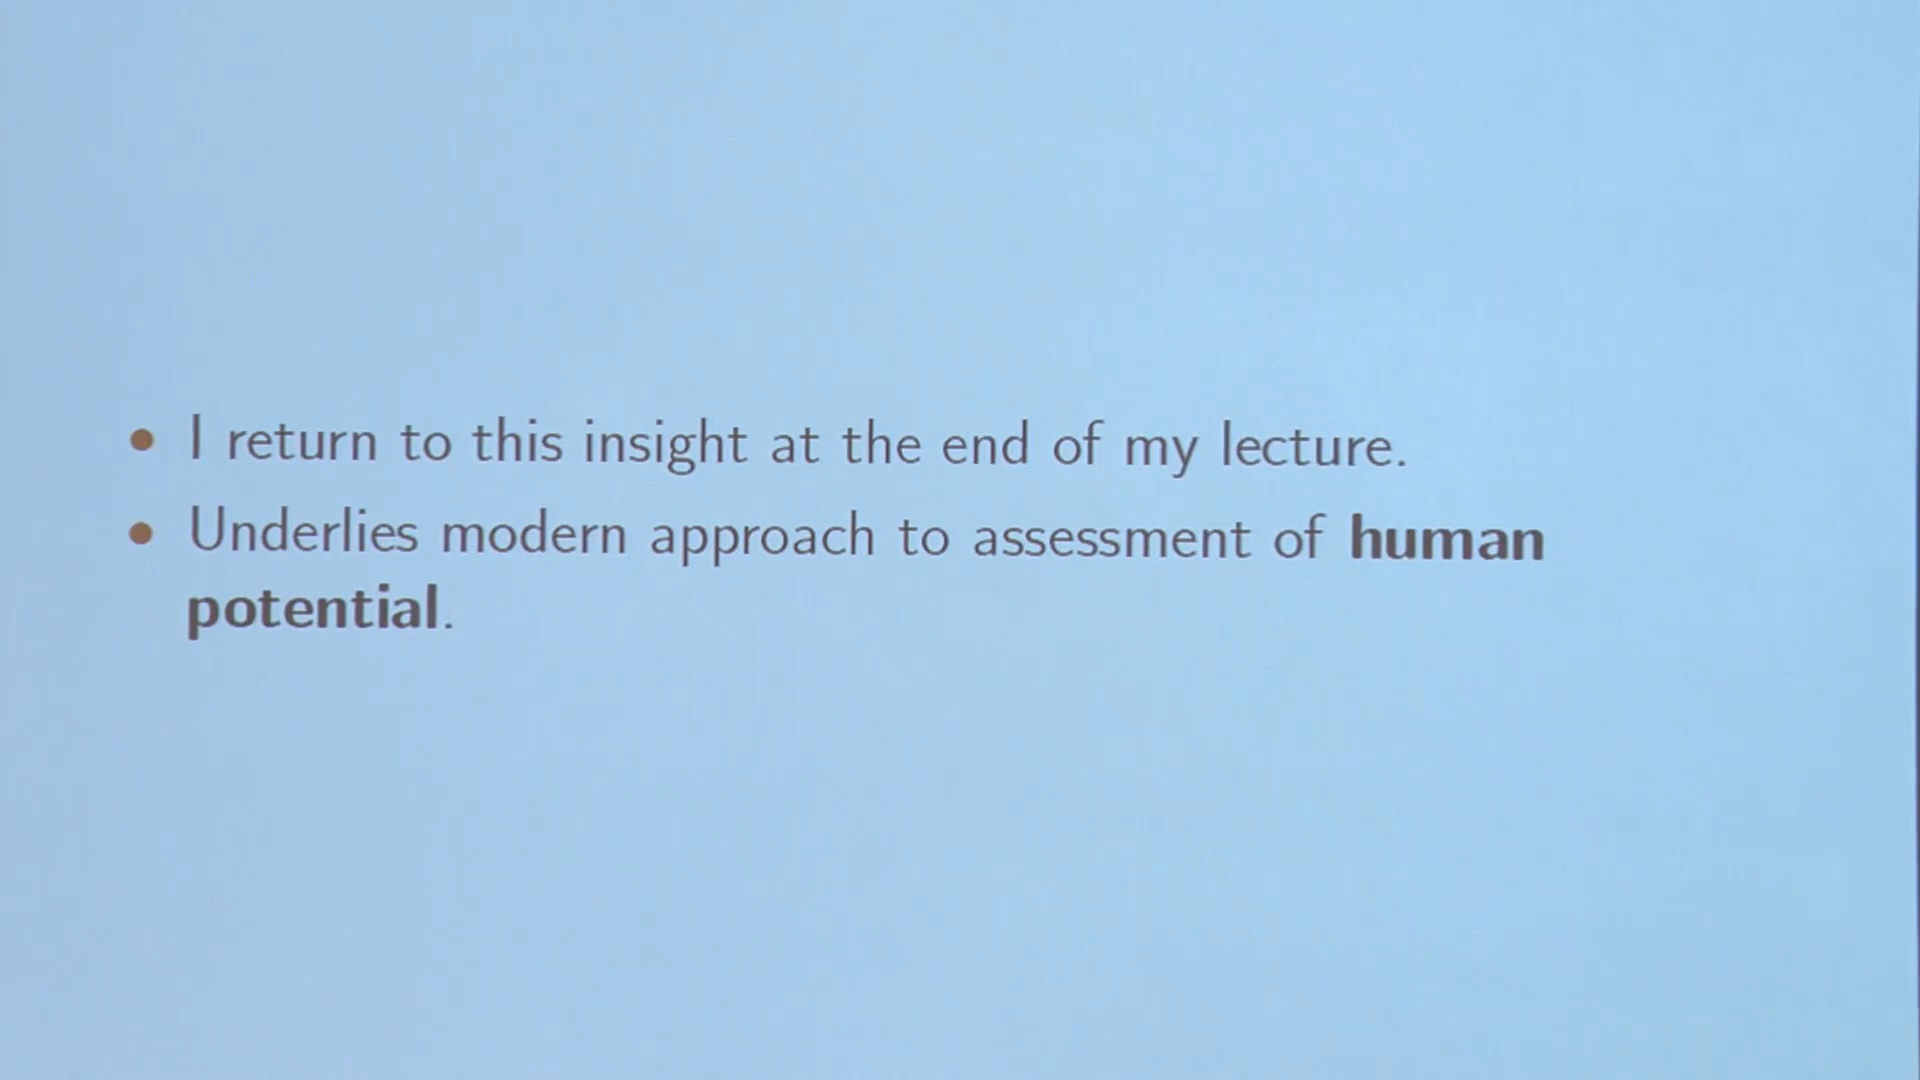 I return to this insight at the end of my lecture.
Underlies modern approach to assessment of human
potential.